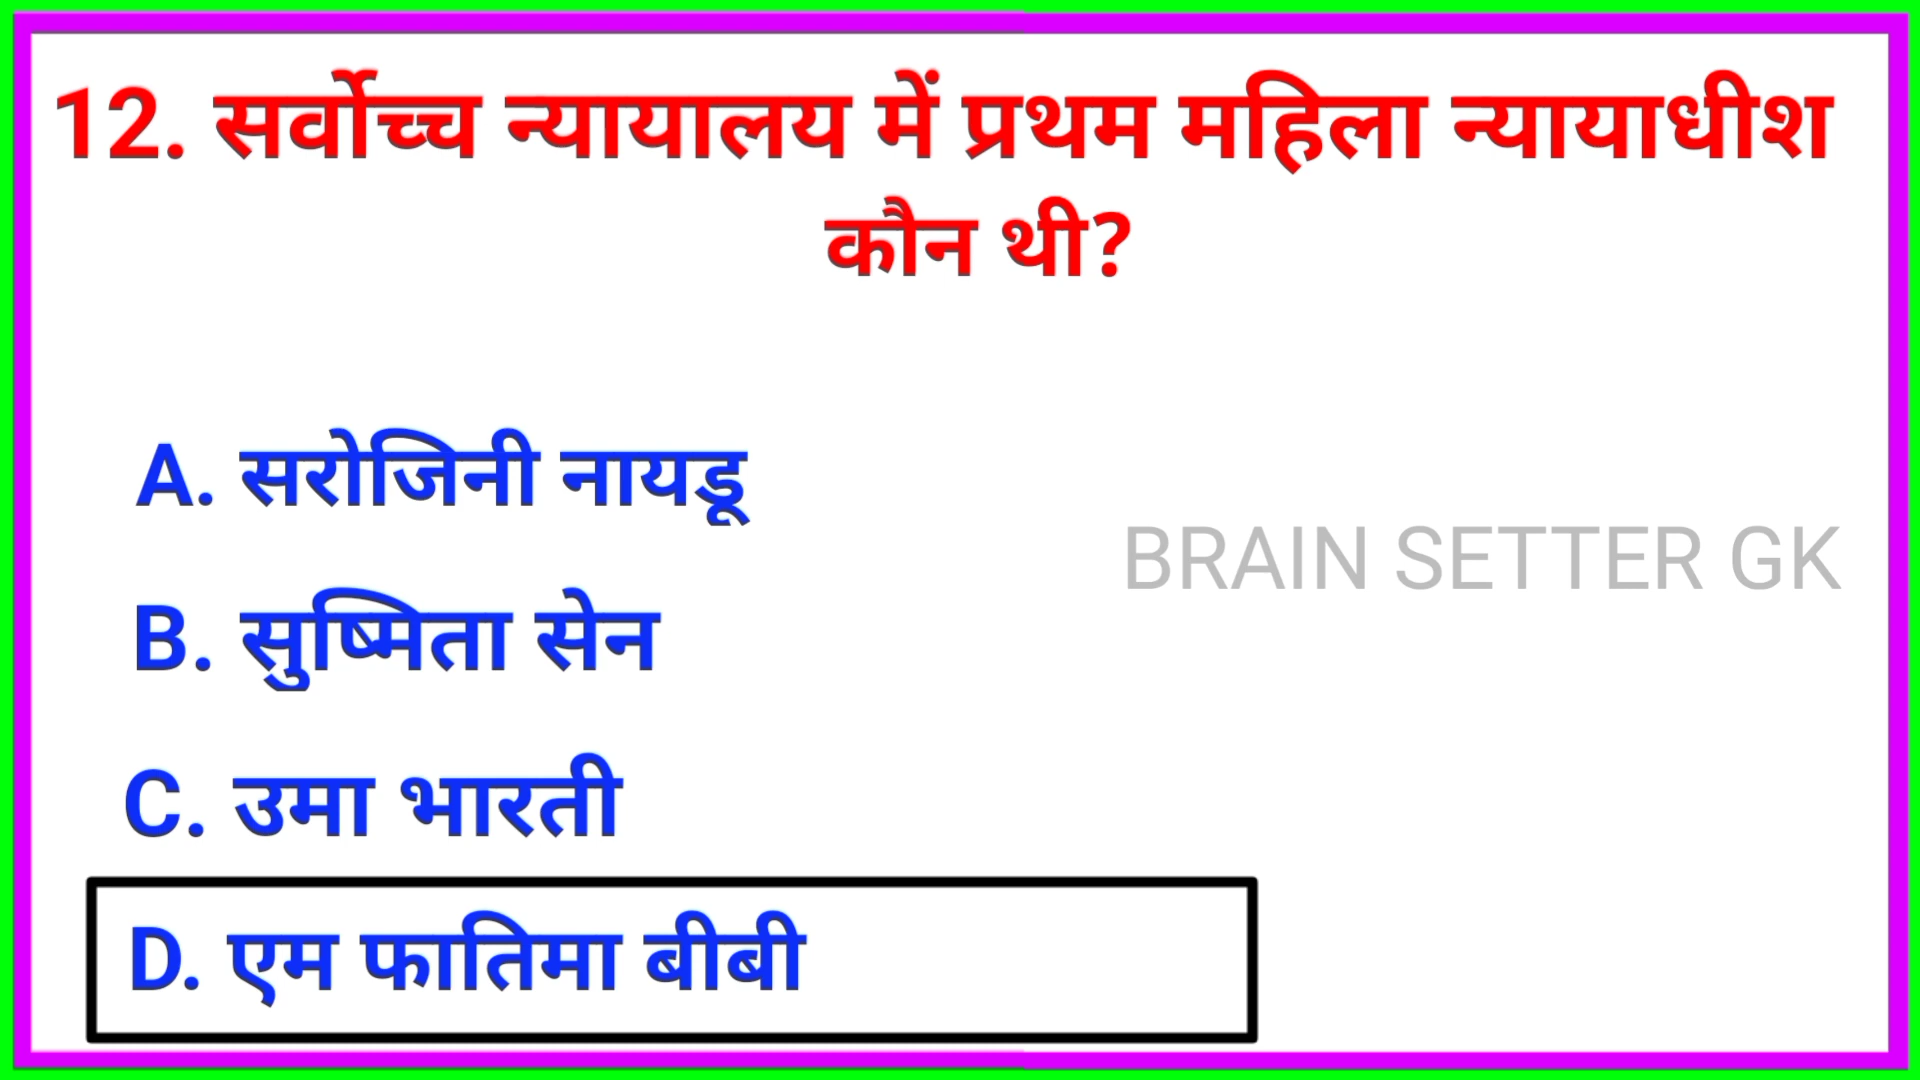 12. सर्वोच्च न्यायालय में प्रथम महिला न्यायाधीश
कौन थी?
A. सरोजिनी नायडू
BRAIN SETTER GK
B. सुष्मिता सेन
C. उमा भारती
D. एम फातिमा बीबी